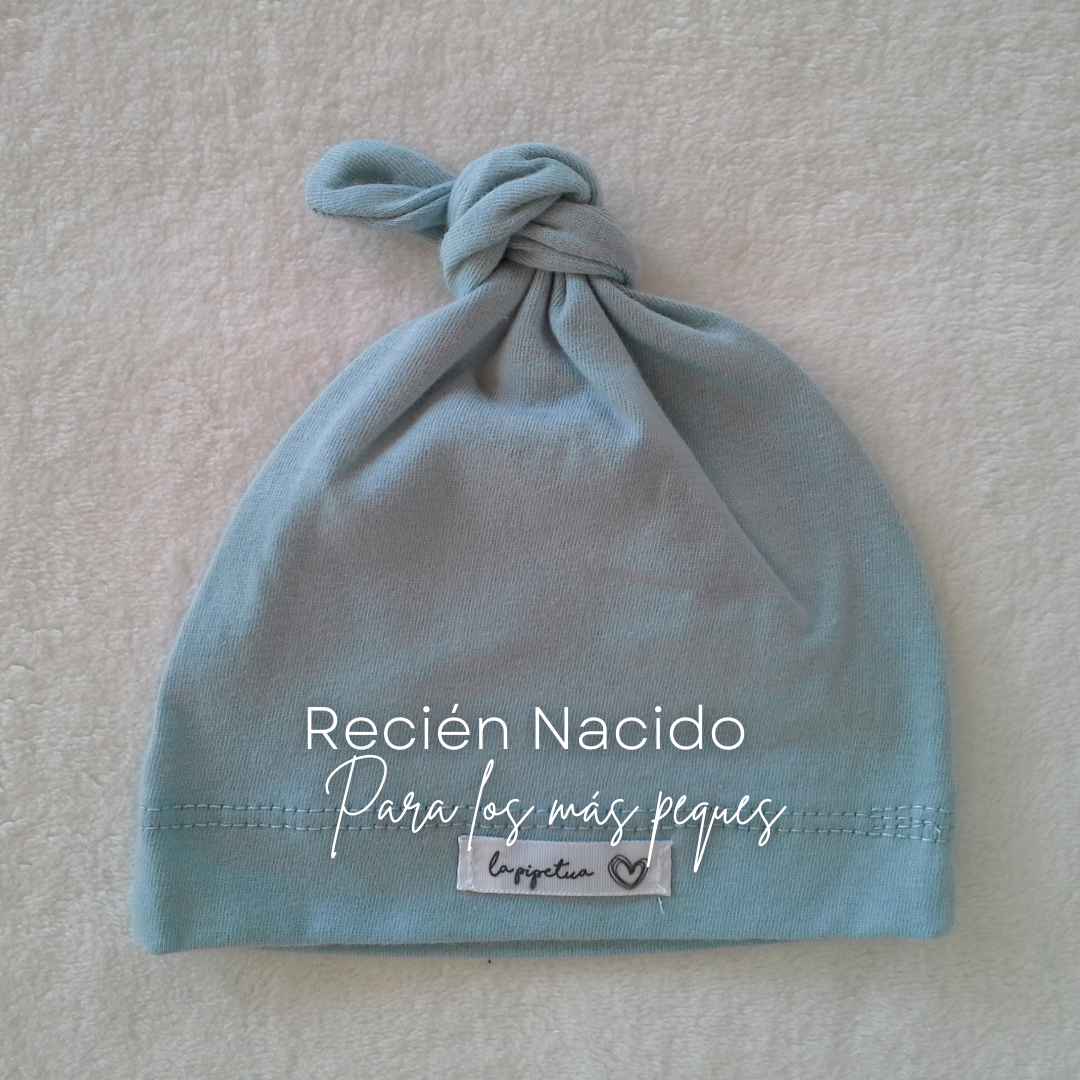 Recién Nacido
Para los más peques
la pipetua